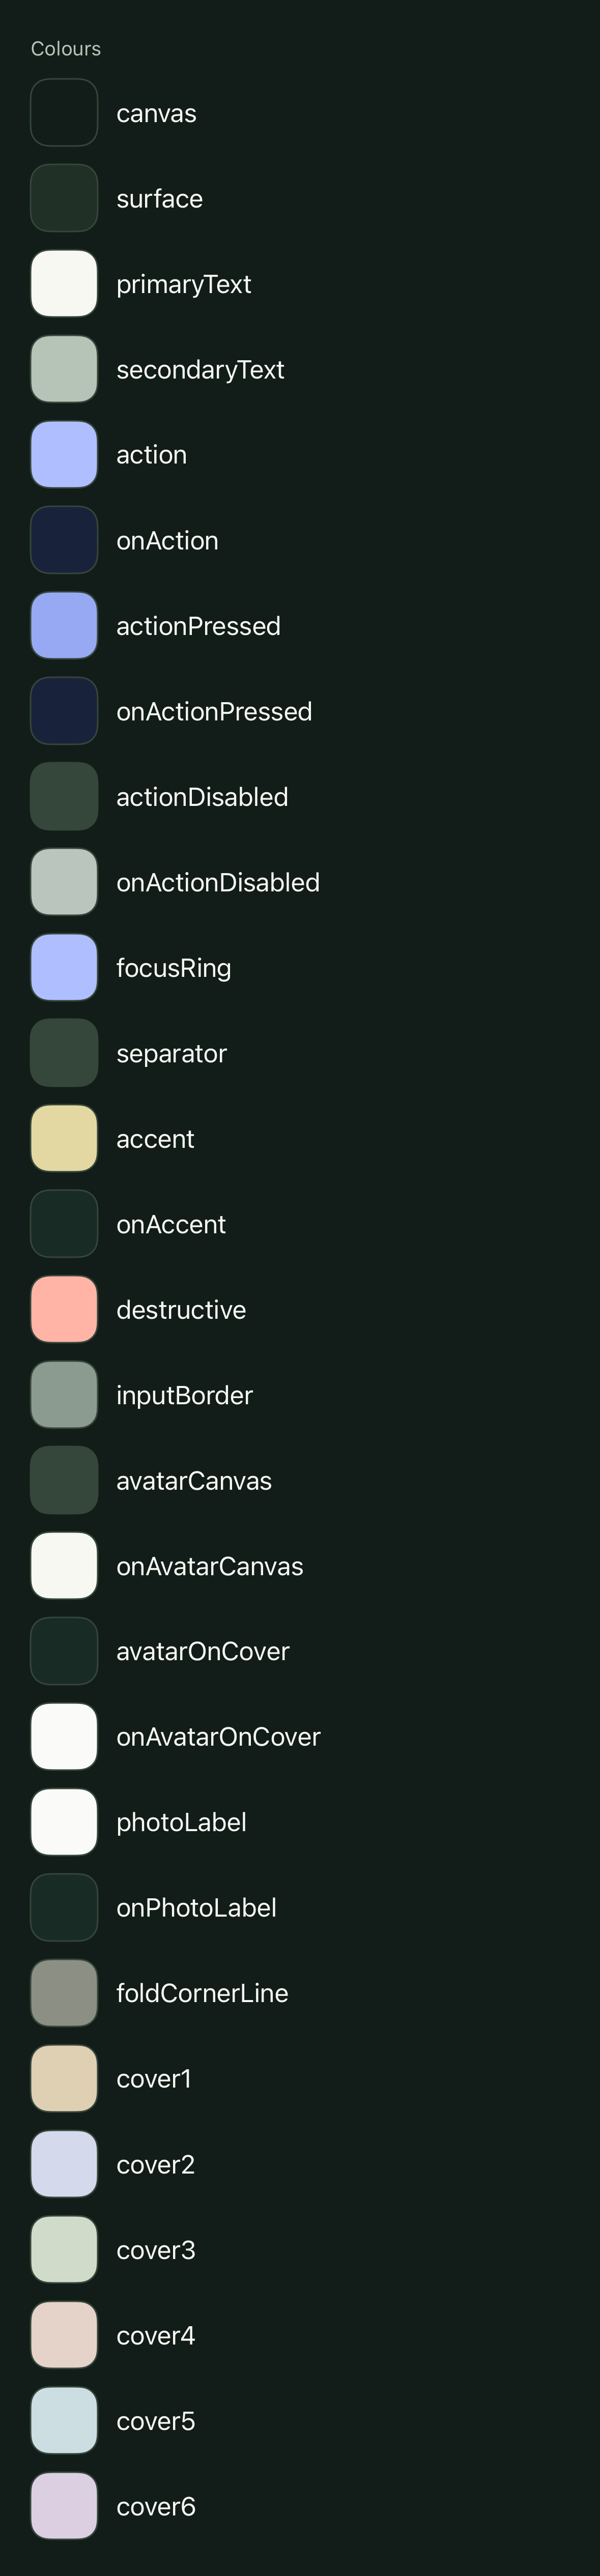 Colours
canvas
surface
primaryText
secondaryText
action
onAction
actionPressed
onActionPressed
actionDisabled
onActionDisabled
focusRing
separator
accent
onAccent
destructive
inputBorder
avatarCanvas
onAvatarCanvas
avatarOnCover
onAvatarOnCover
photoLabel
onPhotoLabel
foldCornerLine
cover1
cover2
cover3
cover4
cover5
cover6